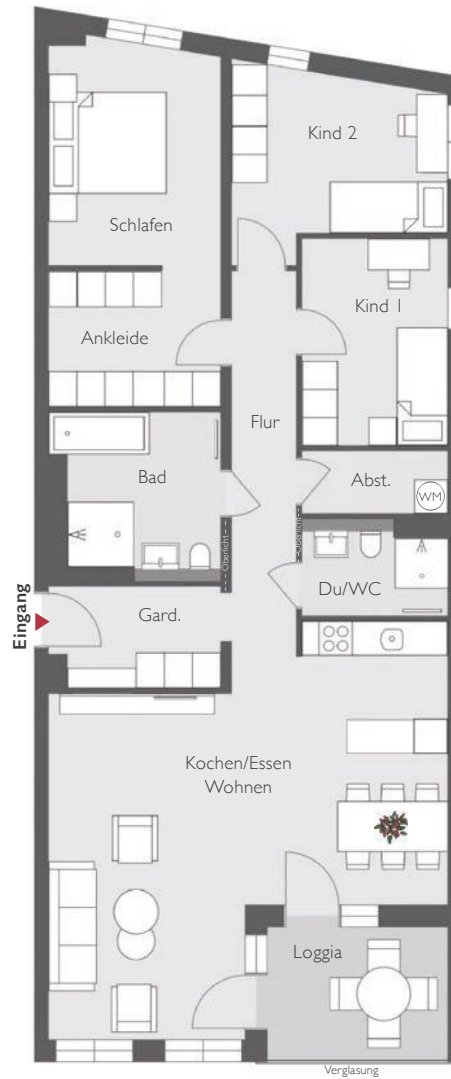 Kind 2
Schlafen
Kind 1
Ankleide
Flur
Bad
Abst.
WM
Oberlicht
Oberlicht
Du/WC
Eingang
Gard.
Kochen/Essen
Wohnen
Loggia
Verglasung